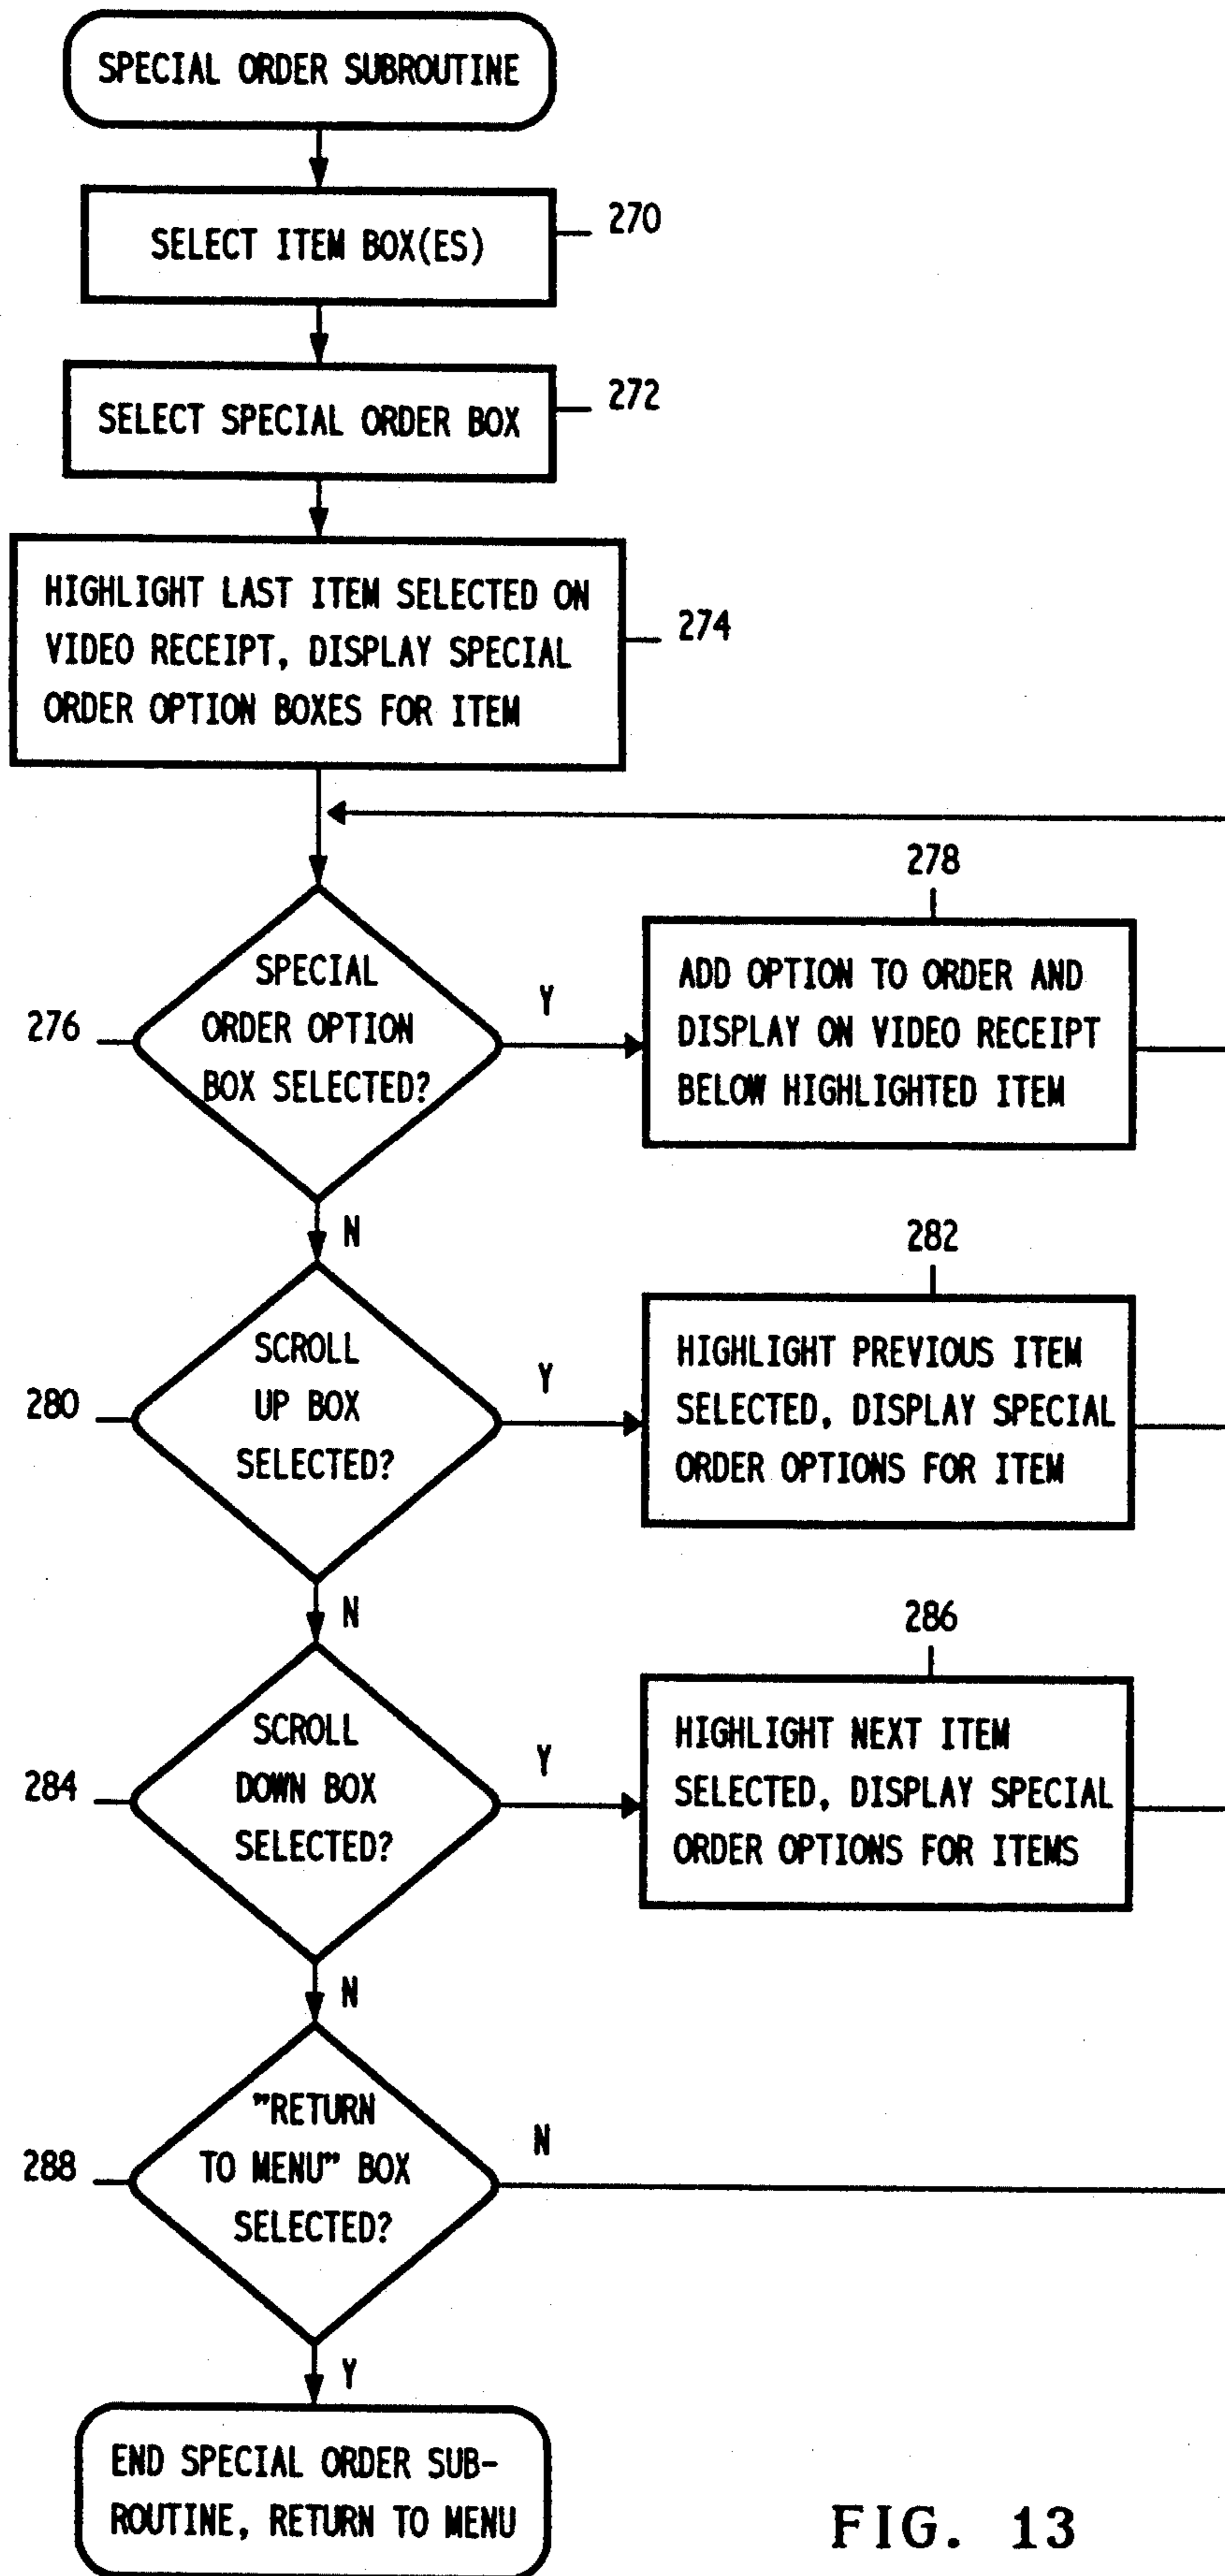 SPECIAL ORDER SUBROUTINE
SELECT ITEM BOX(ES)
270
SELECT SPECIAL ORDER BOX
272
HIGHLIGHT LAST ITEM SELECTED ON
VIDEO RECEIPT, DISPLAY SPECIAL
ORDER OPTION BOXES FOR ITEM
274
276
SPECIAL
ORDER OPTION
BOX SELECTED?
Y
278
ADD OPTION TO ORDER AND
DISPLAY ON VIDEO RECEIPT
BELOW HIGHLIGHTED ITEM
N
280
SCROLL
UP BOX
SELECTED?
Y
282
HIGHLIGHT PREVIOUS ITEM
SELECTED, DISPLAY SPECIAL
ORDER OPTIONS FOR ITEM
N
284
SCROLL
DOWN BOX
SELECTED?
Y
286
HIGHLIGHT NEXT ITEM
SELECTED, DISPLAY SPECIAL
ORDER OPTIONS FOR ITEMS
N
288
"RETURN
TO MENU" BOX
SELECTED?
N
Y
END SPECIAL ORDER SUB-
ROUTINE, RETURN TO MENU
FIG. 13